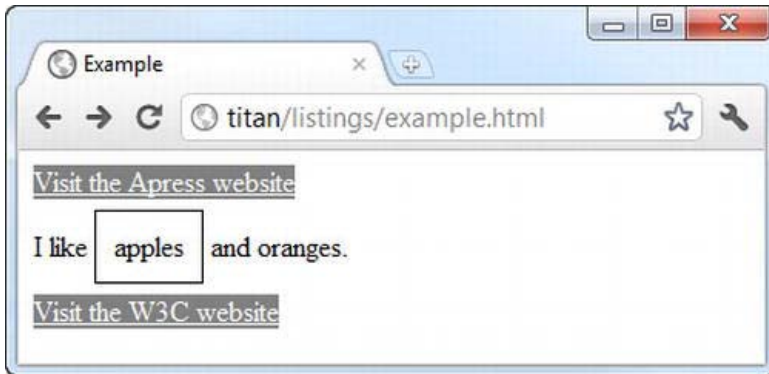 Example
titan/listings/example.html
Visit the Apress website
I like apples and oranges.
Visit the W3C website